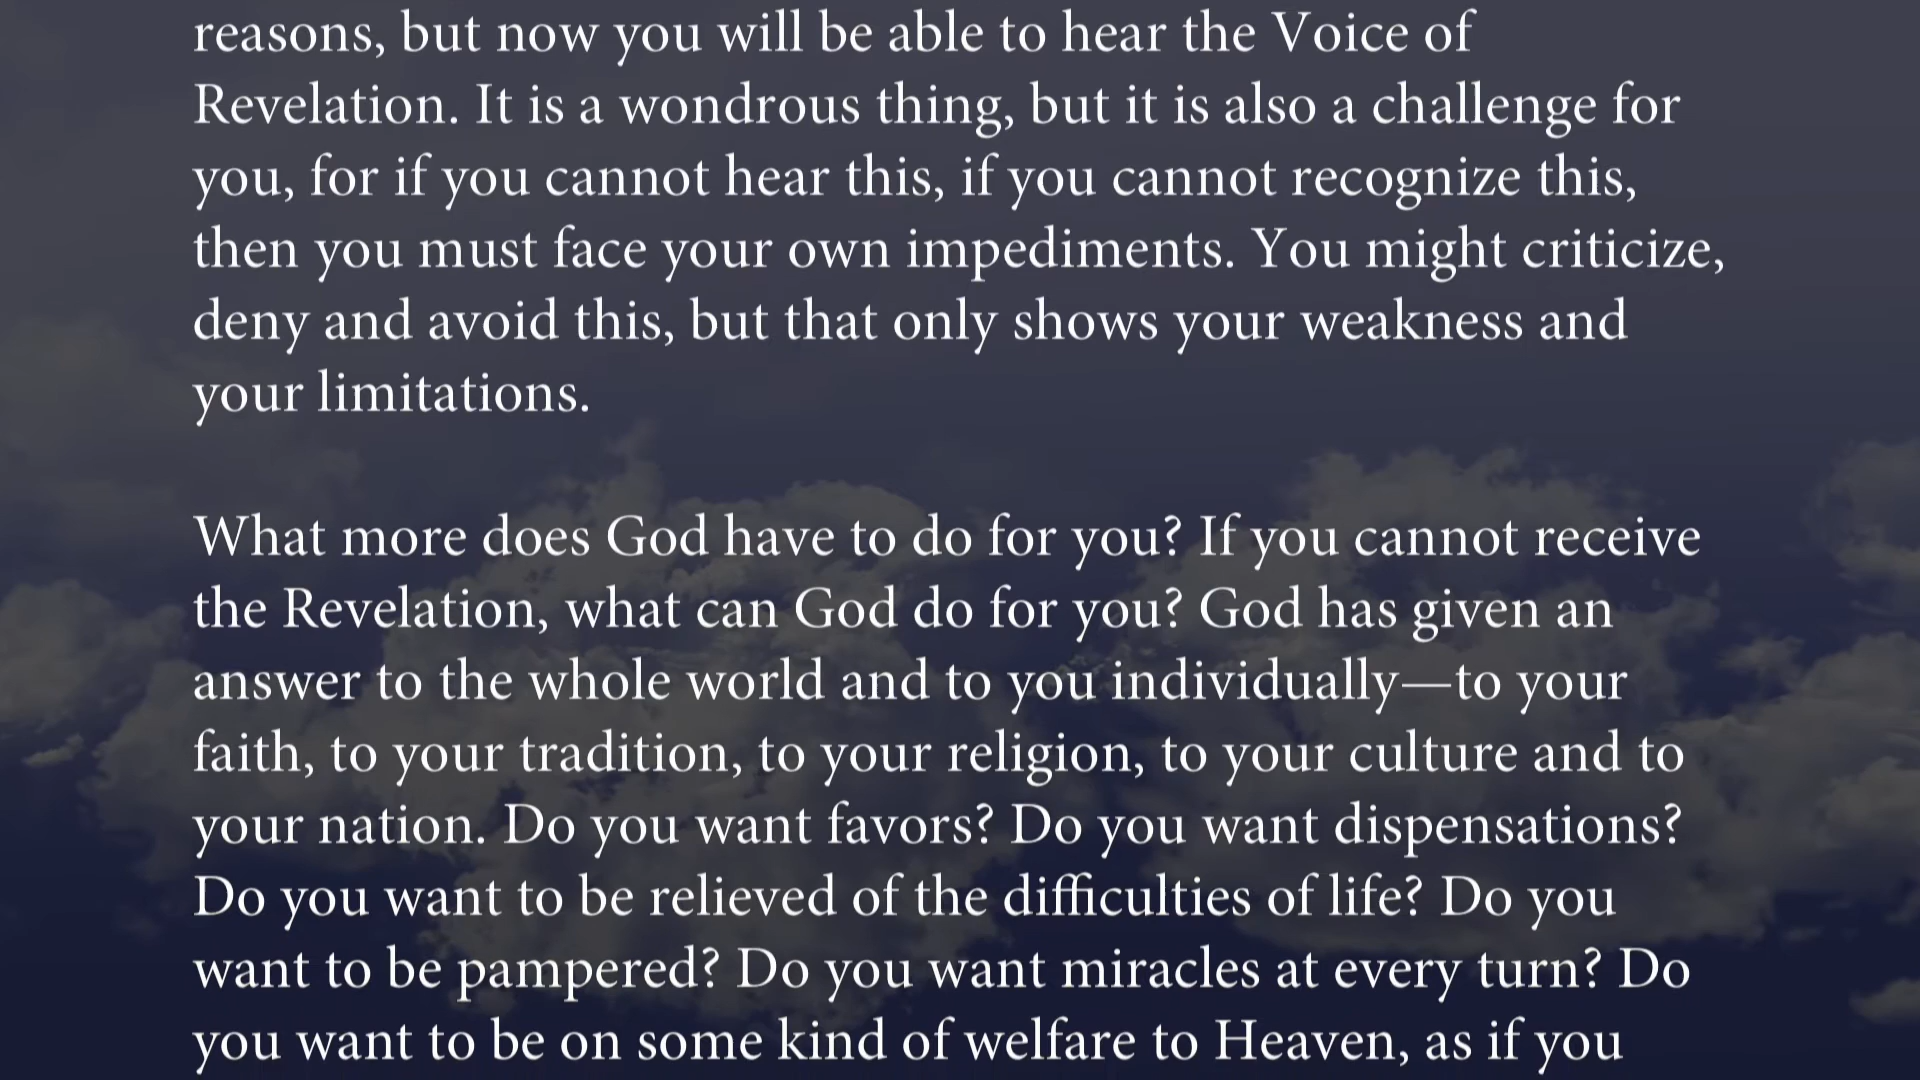 reasons, but now you will be able to hear the Voice of
Revelation. It is a wondrous thing, but it is also a challenge for
you, for if you cannot hear this, if you cannot recognize this,
then you must face your own impediments. You might criticize,
deny and avoid this, but that only shows your weakness and
your limitations.
What more does God have to do for you? If you cannot receive
the Revelation, what can God do for you? God has given an
answer to the whole world and to you individually—to your
faith, to your tradition, to your religion, to your culture and to
your nation. Do you want favors? Do you want dispensations?
Do you want to be relieved of the difficulties of life? Do you
want to be pampered? Do you want miracles at every turn? Do
you want to be on some kind of welfare to Heaven, as if you